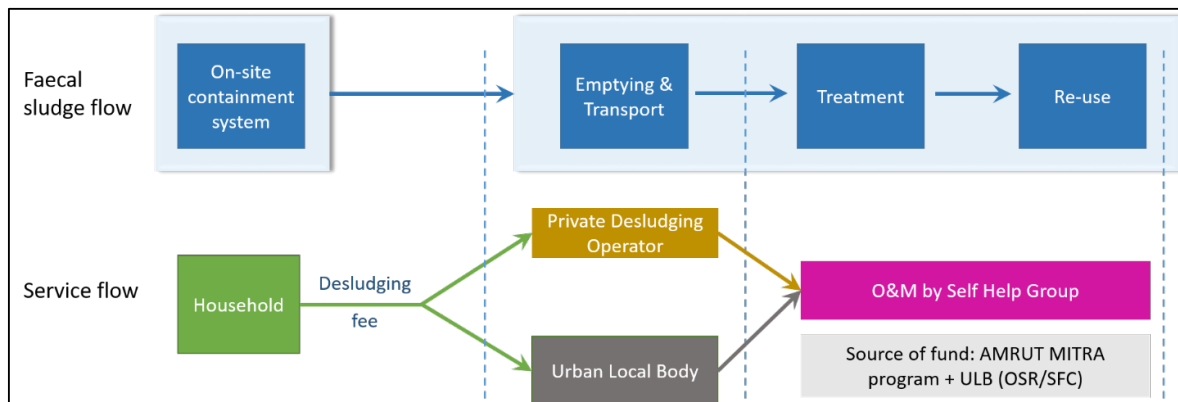 Faecal
sludge flow
On-site
containment
system
Emptying &
Transport
Treatment
Re-use
Service flow
Household
Desludging
fee
Private Desludging
Operator
Urban Local Body
O&M by Self Help Group
Source of fund: AMRUT MITRA
program + ULB (OSR/SFC)